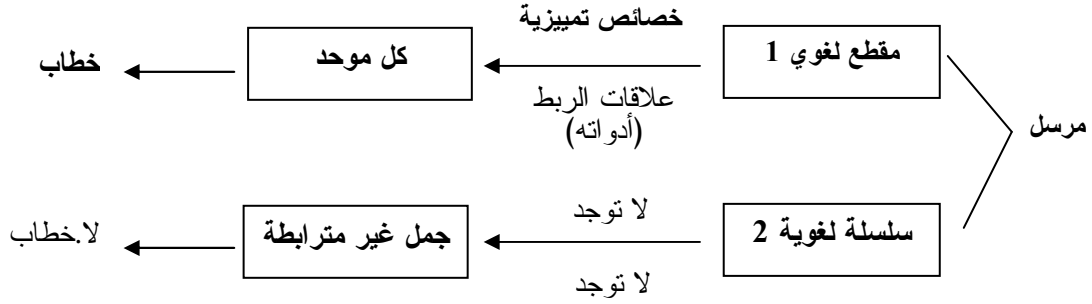 مرسل
مقطع لغوي 1
خصائص تمييزية
علاقات الربط
(أدواته)
كل موحد
خطاب
سلسلة لغوية 2
لا توجد
لا توجد
جمل غير مترابطة
لا.خطاب